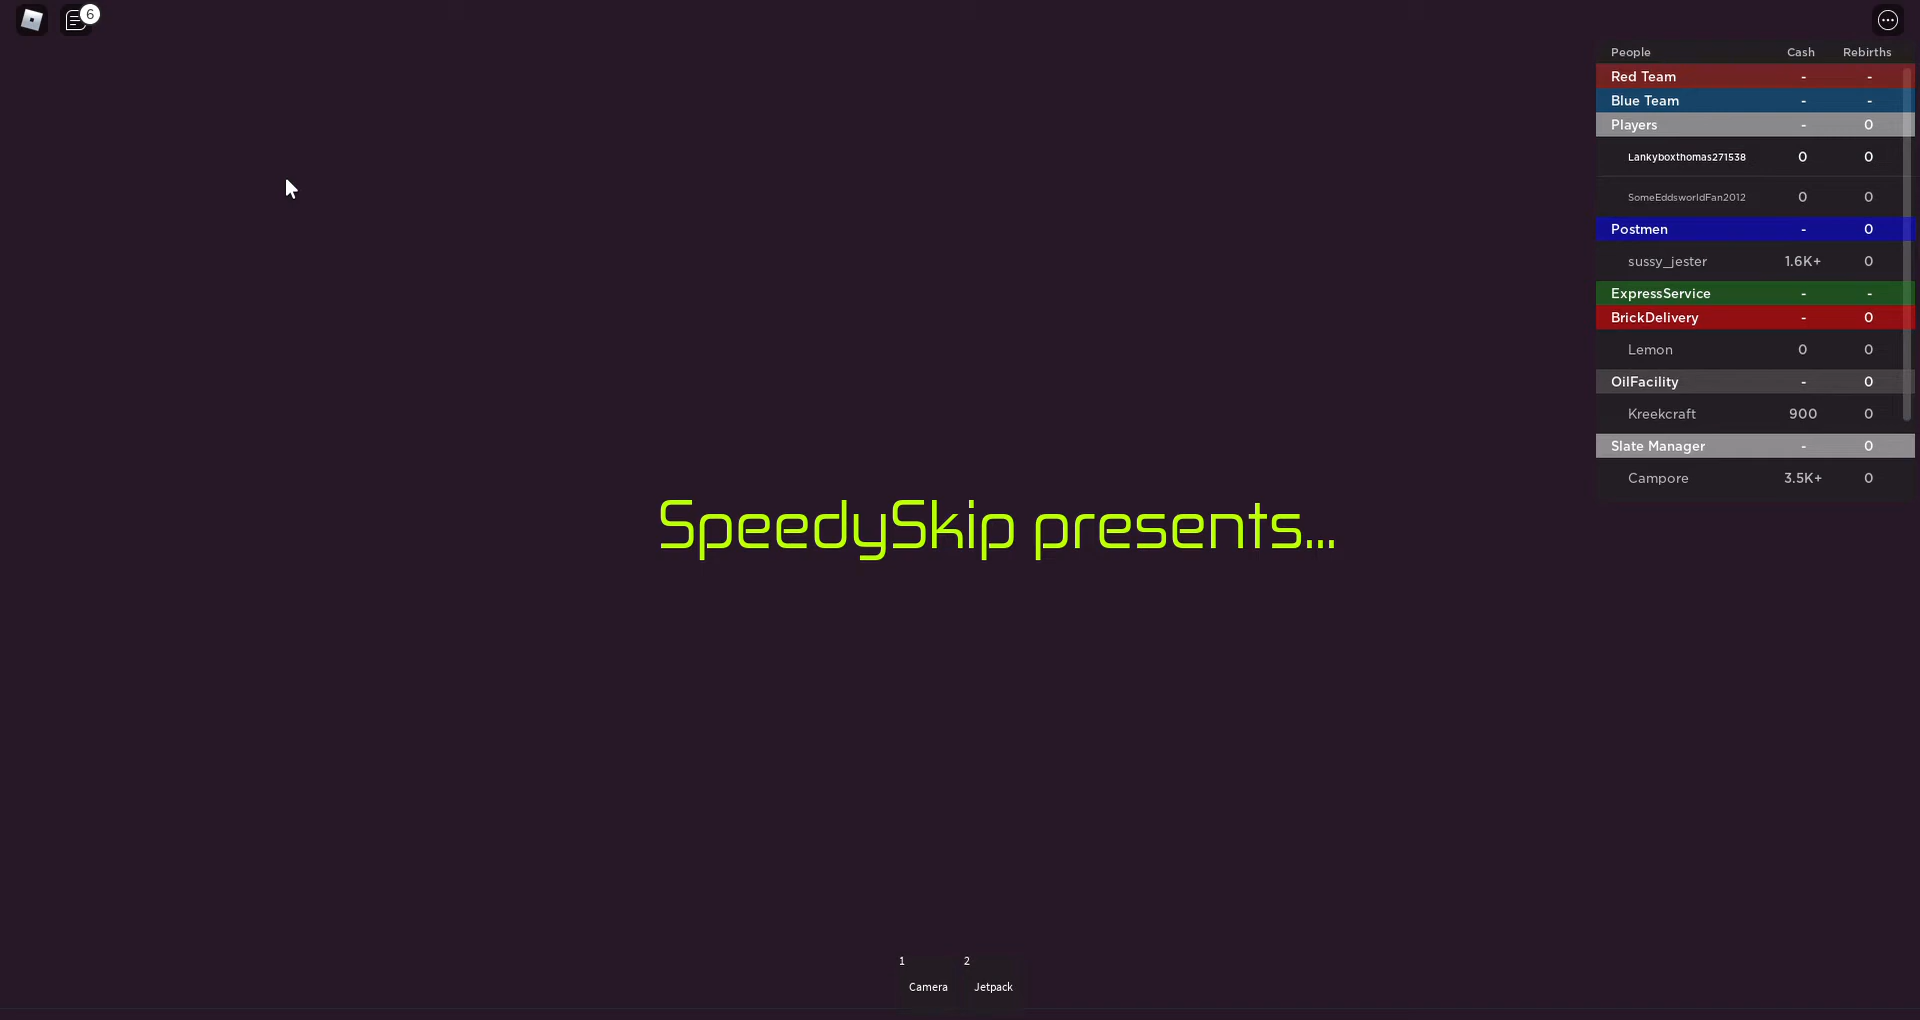 6
People Cash Rebirths
Red Team - -
Blue Team - -
Players - 0
Lankyboxthomas271538 0 0
SomeEddsworldFan2012 0 0
Postmen - 0
sussy_jester 1.6K+ 0
ExpressService - -
BrickDelivery - 0
Lemon 0 0
OilFacility - 0
Kreekcraft 900 0
Slate Manager - 0
Campore 3.5K+ 0
SpeedySkip presents...
1 2
Camera Jetpack